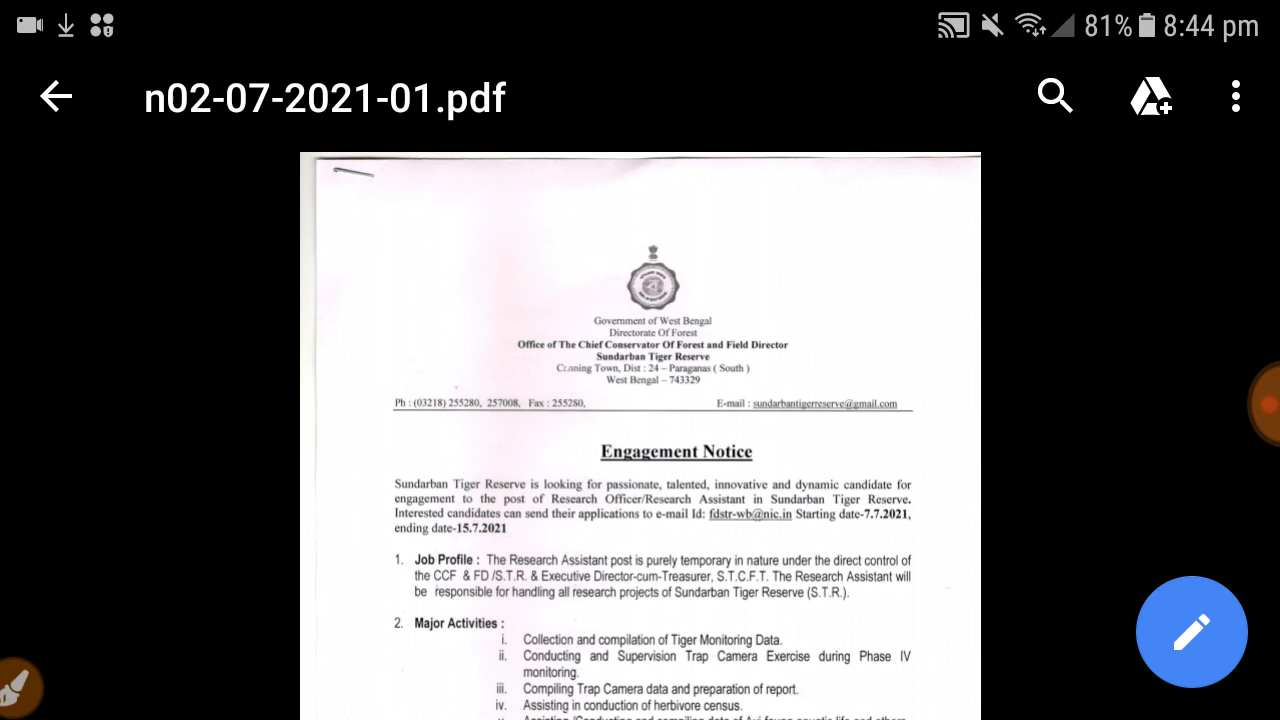 81% 8:44 pm
n02-07-2021-01.pdf
Government of West Bengal
Directorate Of Forest
Office of The Chief Conservator Of Forest and Field Director
Sundarban Tiger Reserve
Canning Town, Dist : 24 – Paraganas ( South )
West Bengal – 743329
Ph : (03218) 255280, 257008, Fax : 255280, E-mail : sundarbantigerreserve@gmail.com
Engagement Notice
Sundarban Tiger Reserve is looking for passionate, talented, innovative and dynamic candidate for
engagement to the post of Research Officer/Research Assistant in Sundarban Tiger Reserve.
Interested candidates can send their applications to e-mail Id: fdstr-wb@nic.in Starting date-7.7.2021,
ending date-15.7.2021
1. Job Profile : The Research Assistant post is purely temporary in nature under the direct control of
the CCF & FD /S.T.R. & Executive Director-cum-Treasurer, S.T.C.F.T. The Research Assistant will
be responsible for handling all research projects of Sundarban Tiger Reserve (S.T.R.).
2. Major Activities :
i. Collection and compilation of Tiger Monitoring Data.
ii. Conducting and Supervision Trap Camera Exercise during Phase IV
monitoring.
iii. Compiling Trap Camera data and preparation of report.
iv. Assisting in conduction of herbivore census.